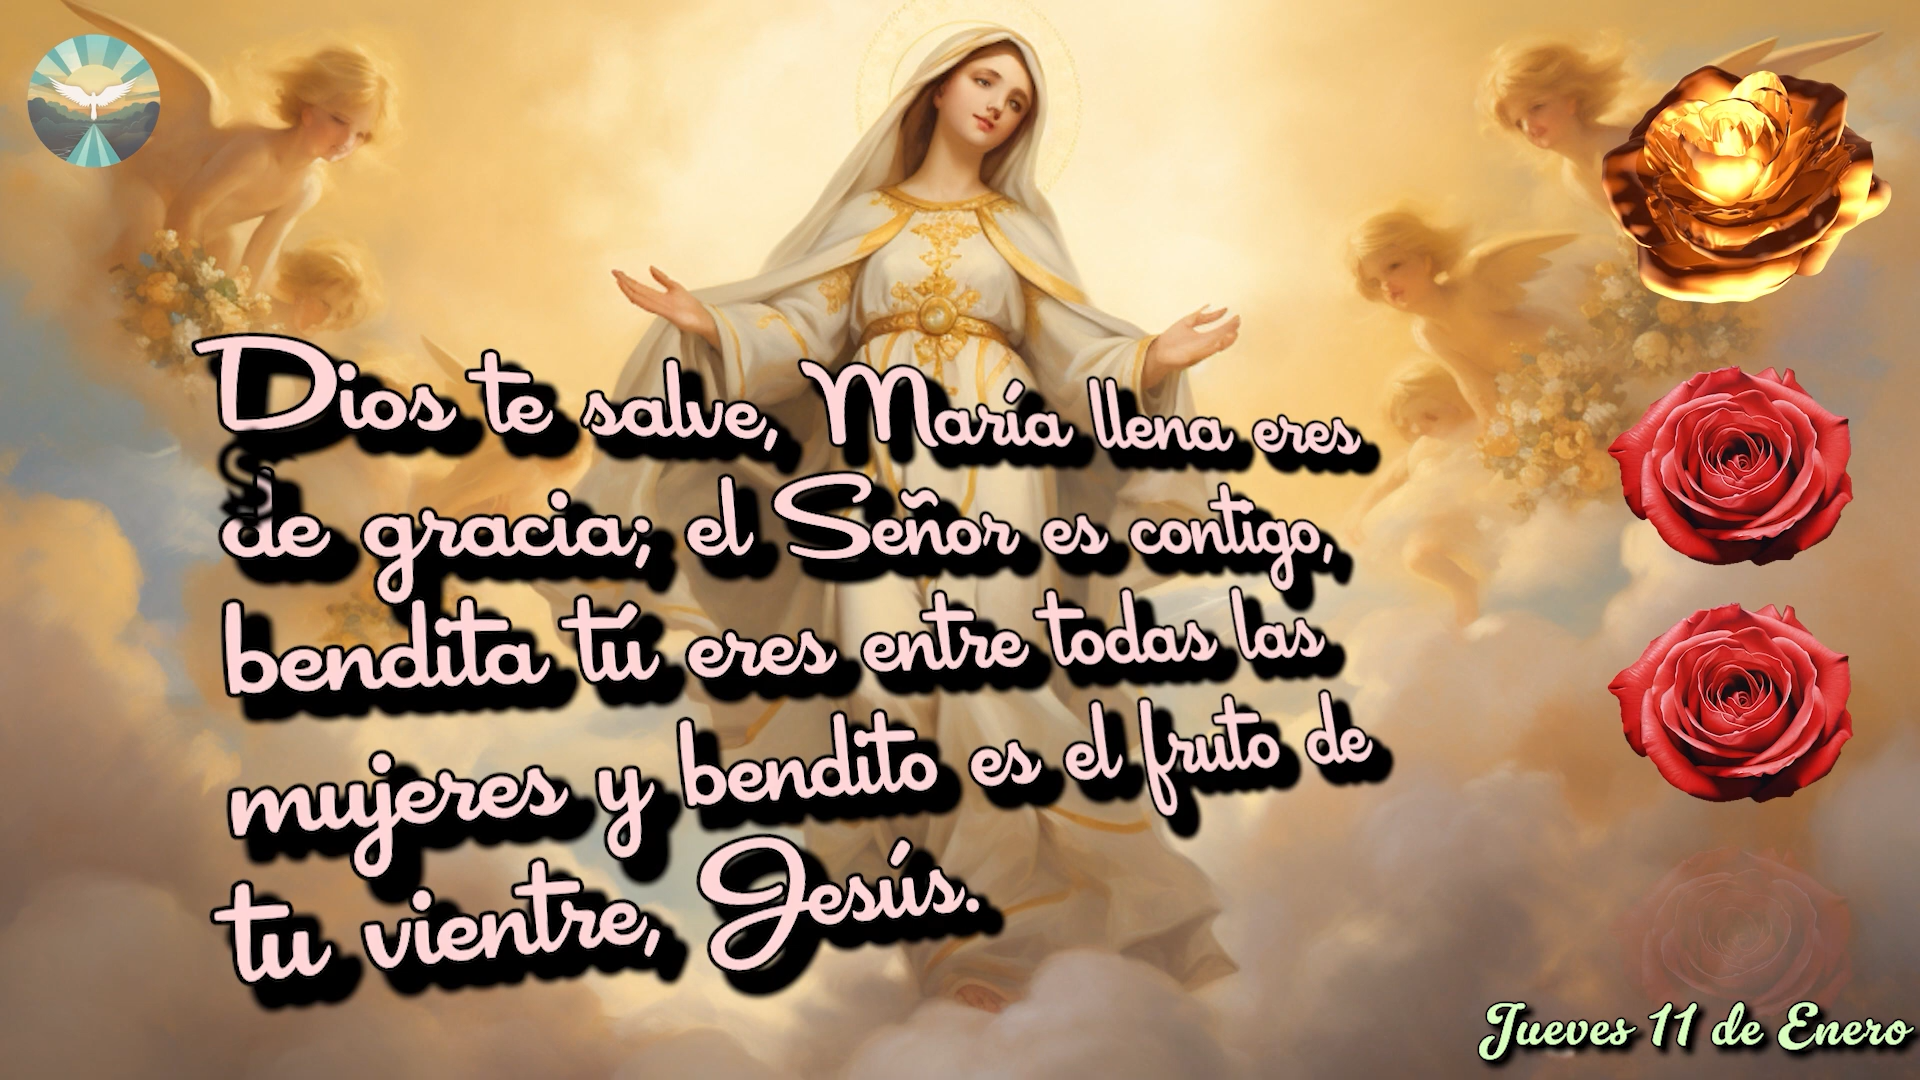 Dios te salve, María llena eres
de gracia; el Señor es contigo,
bendita tú eres entre todas las
mujeres y bendito es el fruto de
tu vientre, Jesús.
Jueves 11 de Enero